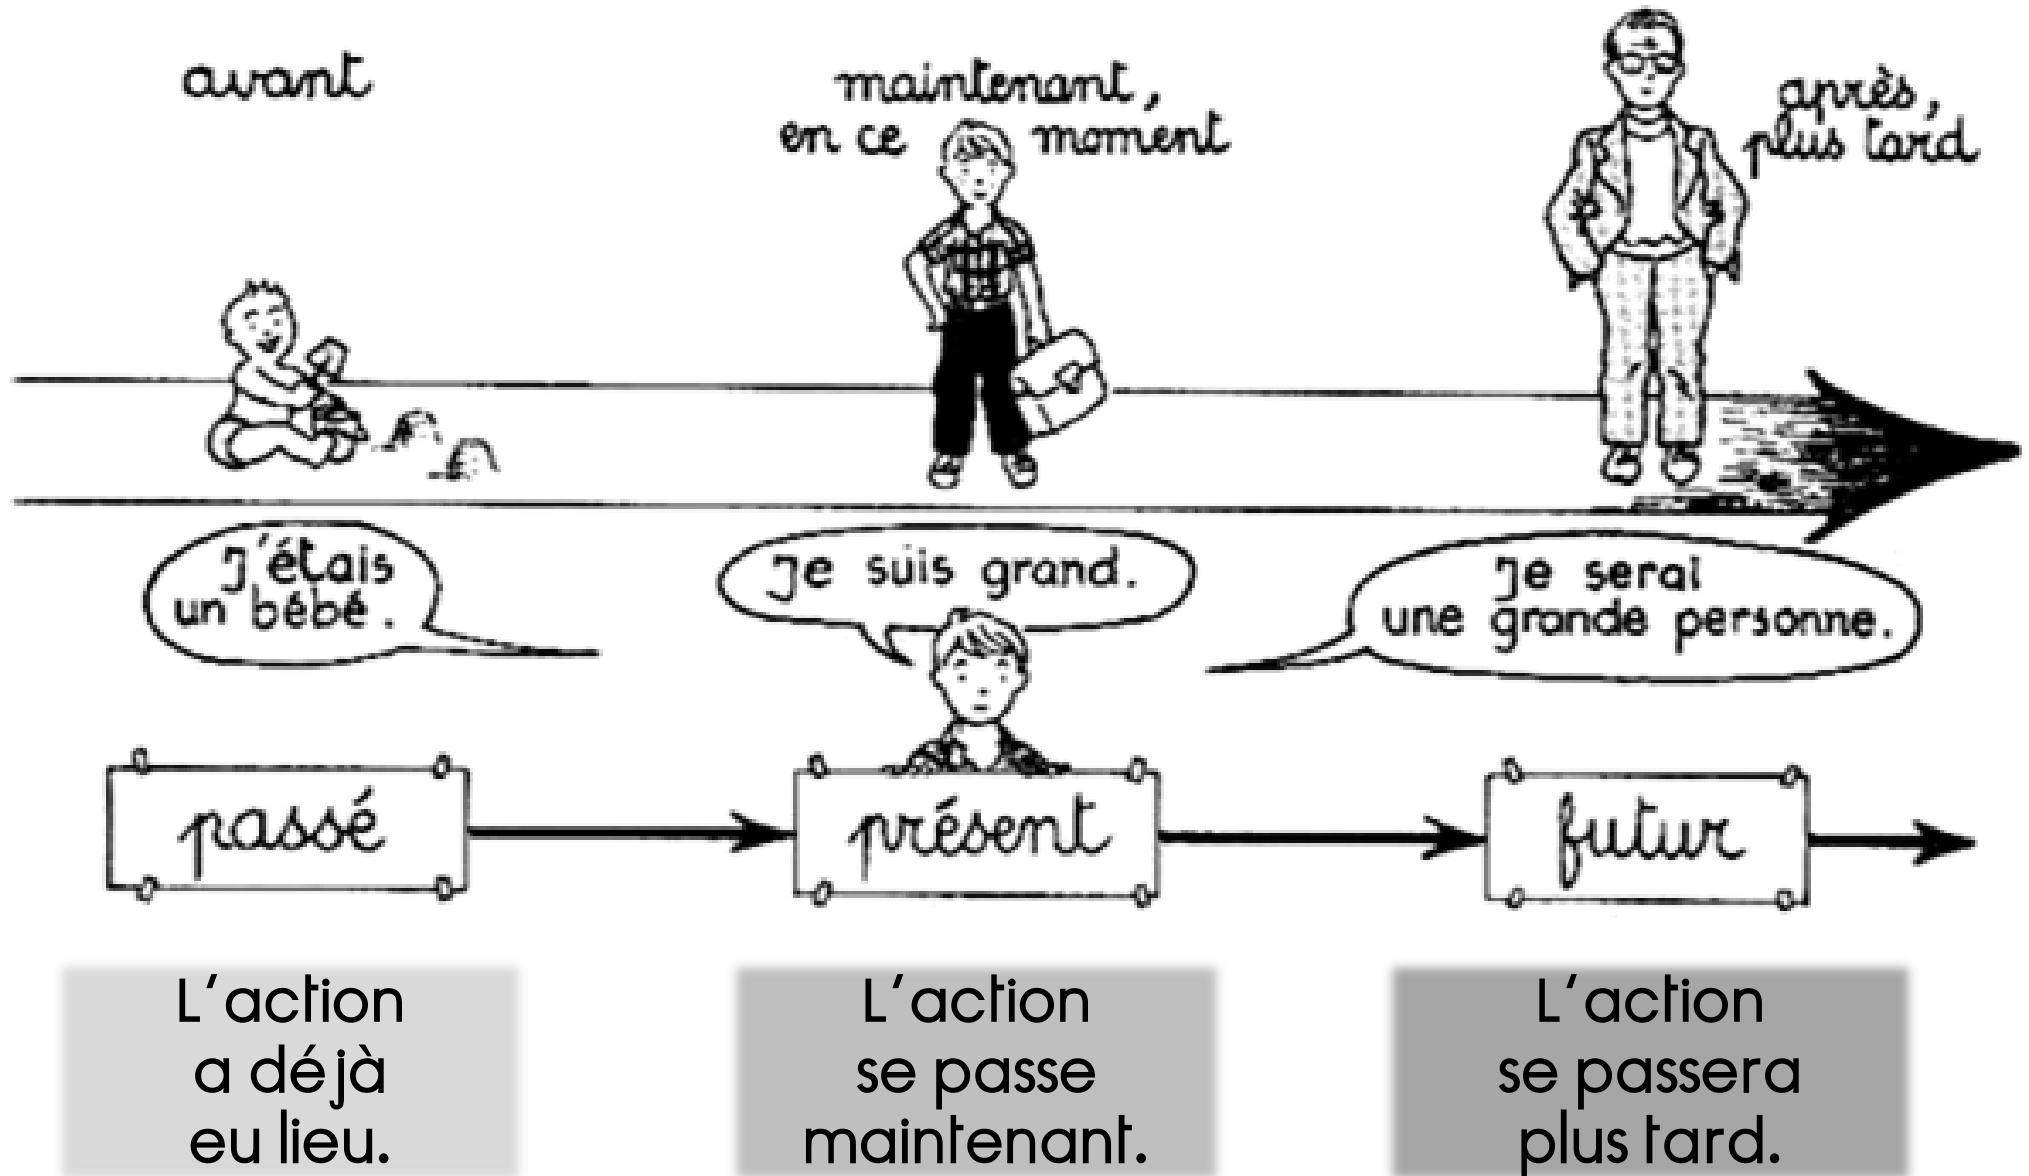 avant
maintenant,
en ce moment
après,
plus tard
J'étais
un bébé.
Je suis grand.
Je serai
une grande personne.
passé
présent
futur
L'action
a déjà
eu lieu.
L'action
se passe
maintenant.
L'action
se passera
plus tard.